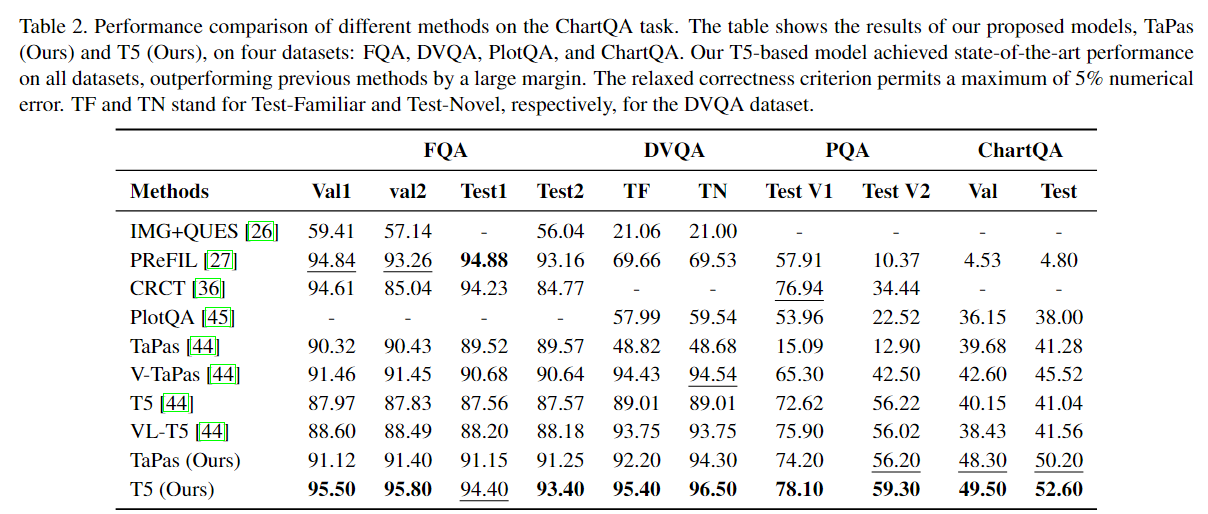 Table 2. Performance comparison of different methods on the ChartQA task. The table shows the results of our proposed models, TaPas
(Ours) and T5 (Ours), on four datasets: FQA, DVQA, PlotQA, and ChartQA. Our T5-based model achieved state-of-the-art performance
on all datasets, outperforming previous methods by a large margin. The relaxed correctness criterion permits a maximum of 5% numerical
error. TF and TN stand for Test-Familiar and Test-Novel, respectively, for the DVQA dataset.
FQA DVQA PQA ChartQA
Methods Val1 val2 Test1 Test2 TF TN Test V1 Test V2 Val Test
IMG+QUES [26] 59.41 57.14 - 56.04 21.06 21.00 - - - -
PReFIL [27] 94.84 93.26 94.88 93.16 69.66 69.53 57.91 10.37 4.53 4.80
CRCT [36] 94.61 85.04 94.23 84.77 - - 76.94 34.44 - -
PlotQA [45] - - - - 57.99 59.54 53.96 22.52 36.15 38.00
TaPas [44] 90.32 90.43 89.52 89.57 48.82 48.68 15.09 12.90 39.68 41.28
V-TaPas [44] 91.46 91.45 90.68 90.64 94.43 94.54 65.30 42.50 42.60 45.52
T5 [44] 87.97 87.83 87.56 87.57 89.01 89.01 72.62 56.22 40.15 41.04
VL-T5 [44] 88.60 88.49 88.20 88.18 93.75 93.75 75.90 56.02 38.43 41.56
TaPas (Ours) 91.12 91.40 91.15 91.25 92.20 94.30 74.20 56.20 48.30 50.20
T5 (Ours) 95.50 95.80 94.40 93.40 95.40 96.50 78.10 59.30 49.50 52.60